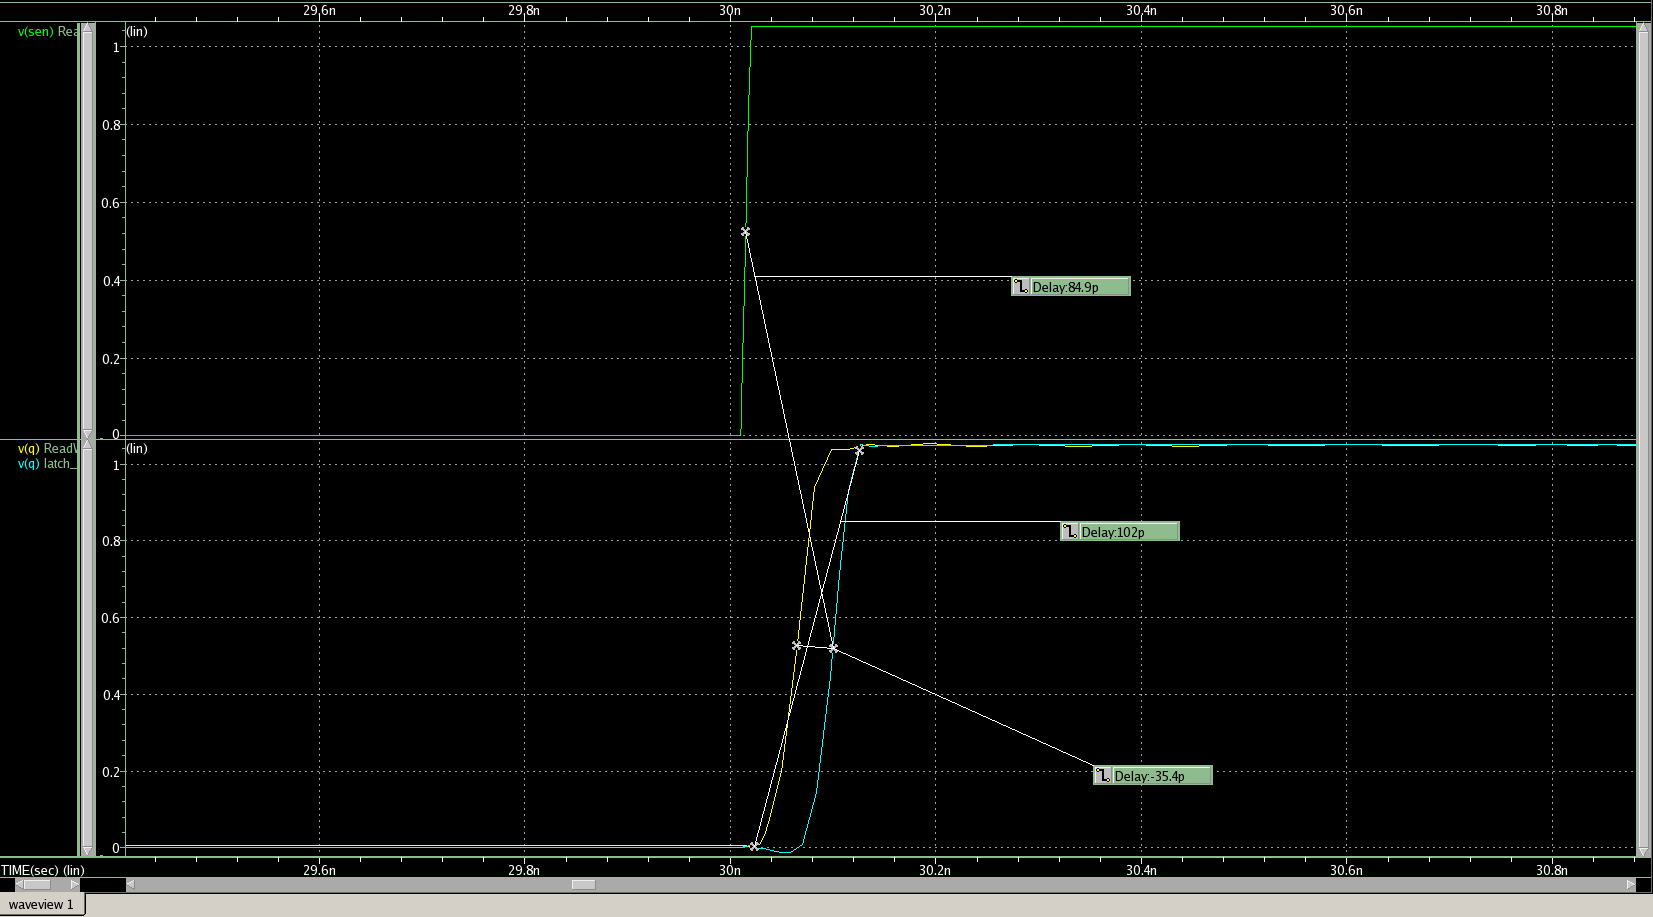 29.6n 29.8n 30n 30.2n 30.4n 30.6n 30.8n
v(sen) Rea
(lin)
1
0.8
0.6
0.4
Delay:84.9p
0.2
0
v(q) Read
(lin)
v(q) latch_
1
0.8
Delay:102p
0.6
0.4
0.2
Delay:-35.4p
0
TIME(sec) (lin) 29.6n 29.8n 30n 30.2n 30.4n 30.6n 30.8n
waveview 1